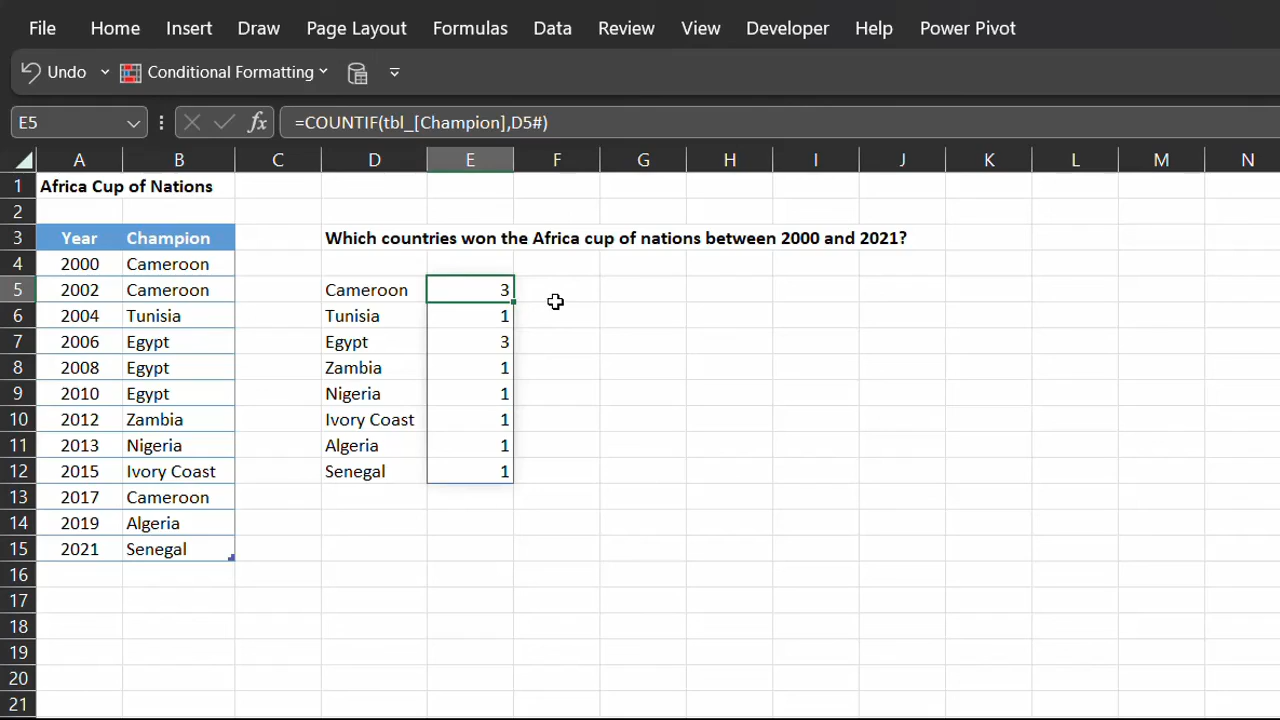 File Home Insert Draw Page Layout Formulas Data Review View Developer Help Power Pivot
Undo Conditional Formatting
E5 fx =COUNTIF(tbl_[Champion],D5#)
A B C D E F G H I J K L M N
1 Africa Cup of Nations
2
3 Year Champion Which countries won the Africa cup of nations between 2000 and 2021?
4 2000 Cameroon
5 2002 Cameroon Cameroon 3
6 2004 Tunisia Tunisia 1
7 2006 Egypt Egypt 3
8 2008 Egypt Zambia 1
9 2010 Egypt Nigeria 1
10 2012 Zambia Ivory Coast 1
11 2013 Nigeria Algeria 1
12 2015 Ivory Coast Senegal 1
13 2017 Cameroon
14 2019 Algeria
15 2021 Senegal
16
17
18
19
20
21